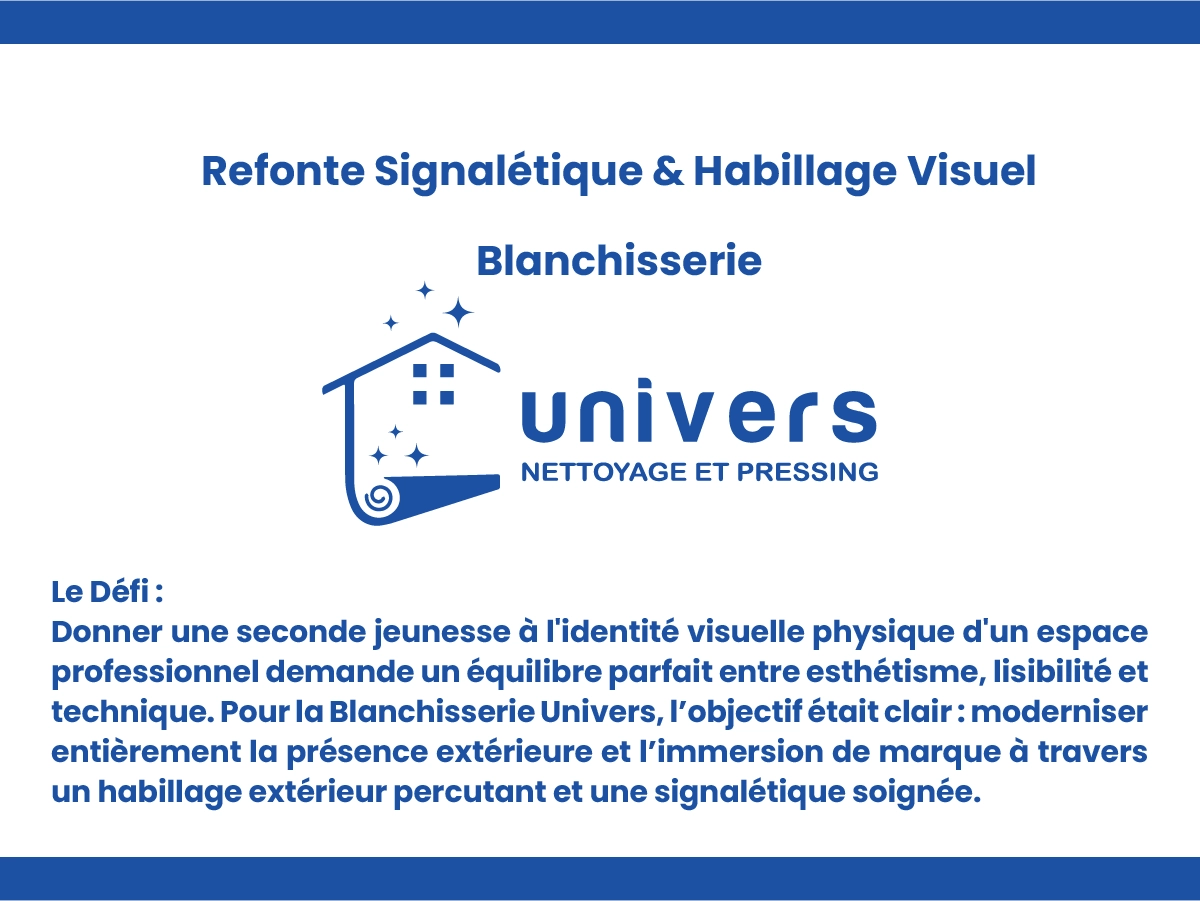 Refonte Signalétique & Habillage Visuel
Blanchisserie
univers
NETTOYAGE ET PRESSING
Le Défi :
Donner une seconde jeunesse à l'identité visuelle physique d'un espace
professionnel demande un équilibre parfait entre esthétisme, lisibilité et
technique. Pour la Blanchisserie Univers, l’objectif était clair : moderniser
entièrement la présence extérieure et l’immersion de marque à travers
un habillage extérieur percutant et une signalétique soignée.